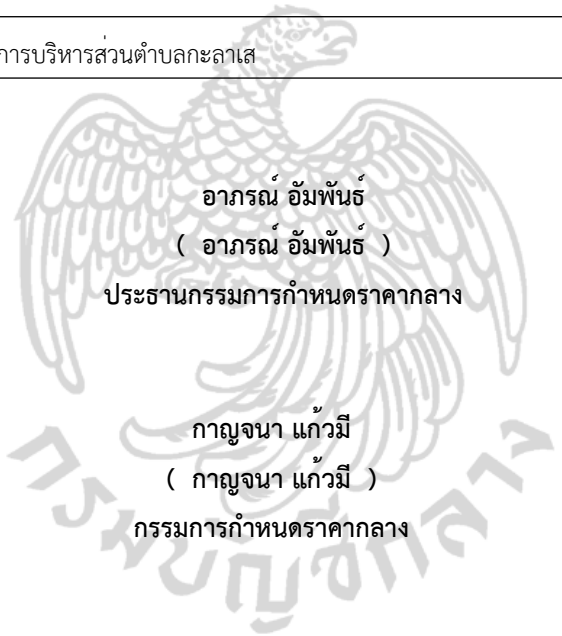 การบริหารส่วนตำบลกะลาเส
อาภรณ์ อัมพันธ์
( อาภรณ์ อัมพันธ์ )
ประธานกรรมการกำหนดราคากลาง
กาญจนา แก้วมี
( กาญจนา แก้วมี )
กรรมการกำหนดราคากลาง
กรมบัญชีกลาง